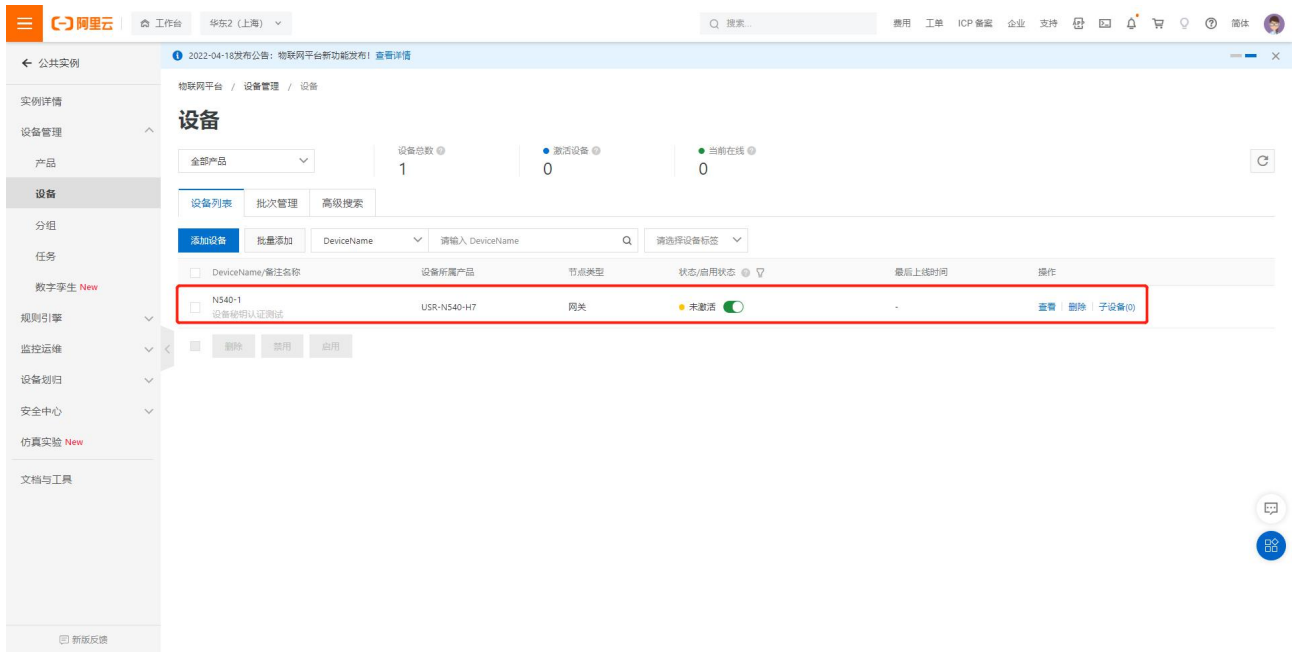 阿里云 工作台 华东2（上海） 搜索... 费用 工单 ICP 备案 企业 支持 简体
公共实例
2022-04-18发布公告：物联网平台新功能发布！查看详情
物联网平台 / 设备管理 / 设备
实例详情
设备管理
产品
设备
分组
任务
数字孪生 New
规则引擎
监控运维
设备划归
安全中心
仿真实验 New
文档与工具
新版反馈
设备
全部产品
设备总数
1
激活设备
0
当前在线
0
设备列表 批次管理 高级搜索
添加设备 批量添加 DeviceName 请输入 DeviceName 请选择设备标签
DeviceName/备注名称 设备所属产品 节点类型 状态/启用状态 最后上线时间 操作
N540-1
设备秘钥认证测试
USR-N540-H7 网关 未激活 - 查看 删除 子设备(0)
删除 禁用 启用